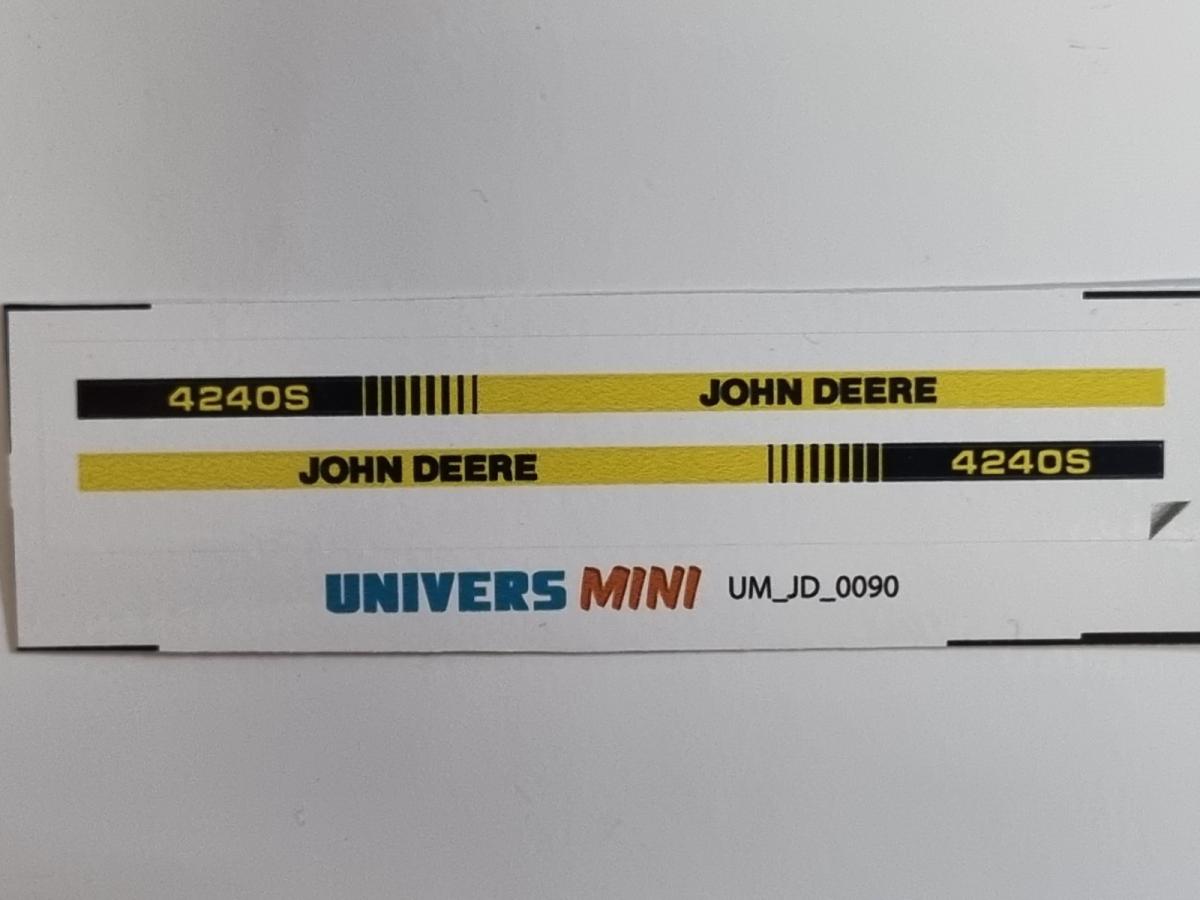 4240S JOHN DEERE
JOHN DEERE 4240S
UNIVERS MINI UM_JD_0090